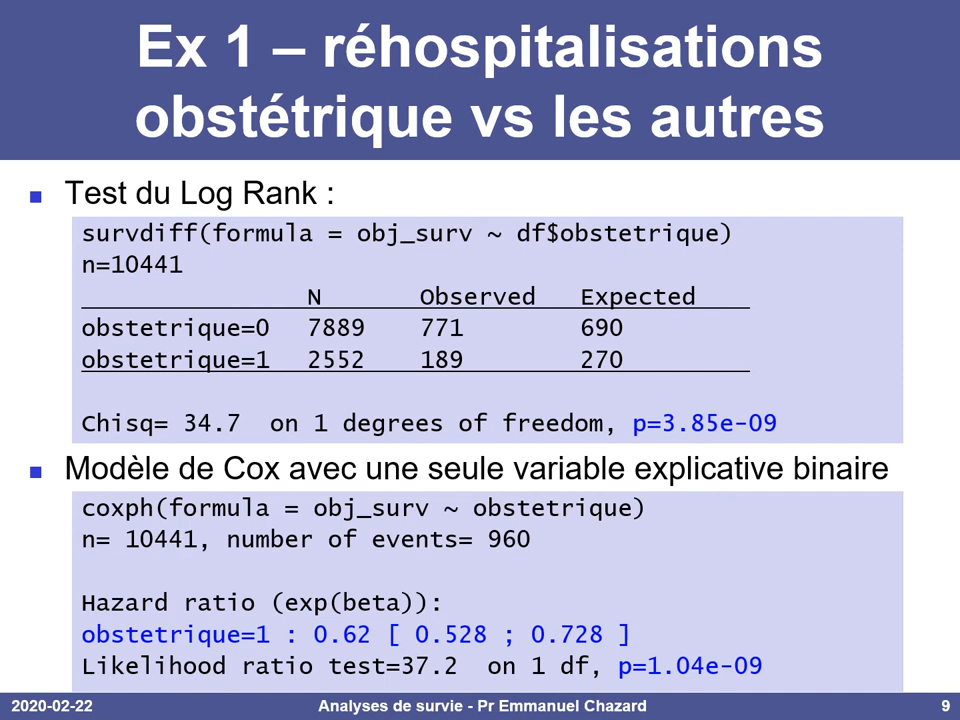 Ex 1 – réhospitalisations
obstétrique vs les autres
Test du Log Rank :
survdiff(formula = obj_surv ~ df$obstetrique)
n=10441
N Observed Expected
obstetrique=0 7889 771 690
obstetrique=1 2552 189 270
Chisq= 34.7 on 1 degrees of freedom, p=3.85e-09
Modèle de Cox avec une seule variable explicative binaire
coxph(formula = obj_surv ~ obstetrique)
n= 10441, number of events= 960
Hazard ratio (exp(beta)):
obstetrique=1 : 0.62 [ 0.528 ; 0.728 ]
Likelihood ratio test=37.2 on 1 df, p=1.04e-09
2020-02-22 Analyses de survie - Pr Emmanuel Chazard 9